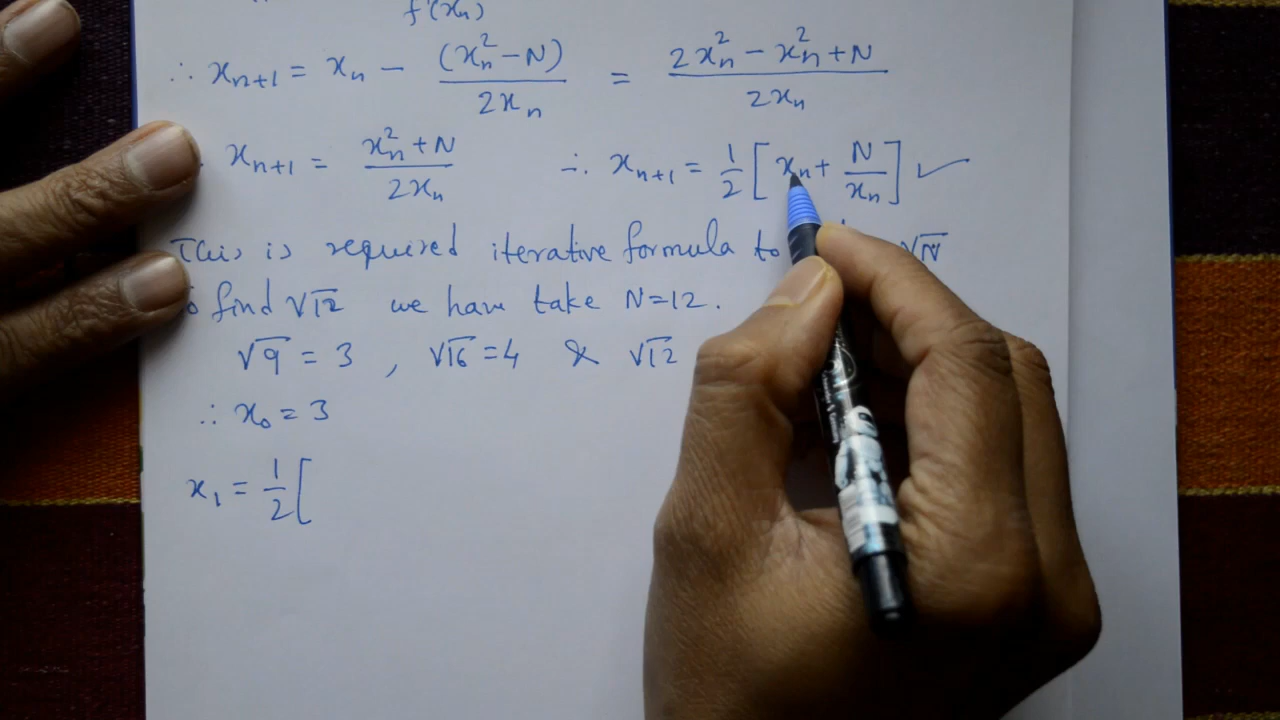 f'(xₙ)
∴ xₙ₊₁ = xₙ − (xₙ² − N) / 2xₙ = (2xₙ² − xₙ² + N) / 2xₙ
xₙ₊₁ = (xₙ² + N) / 2xₙ ∴ xₙ₊₁ = 1/2 [xₙ + N/xₙ] ✓
This is required iterative formula to √N
find √12 we have take N=12.
√9 = 3 , √16 = 4 & √12
∴ x₀ = 3
x₁ = 1/2 [